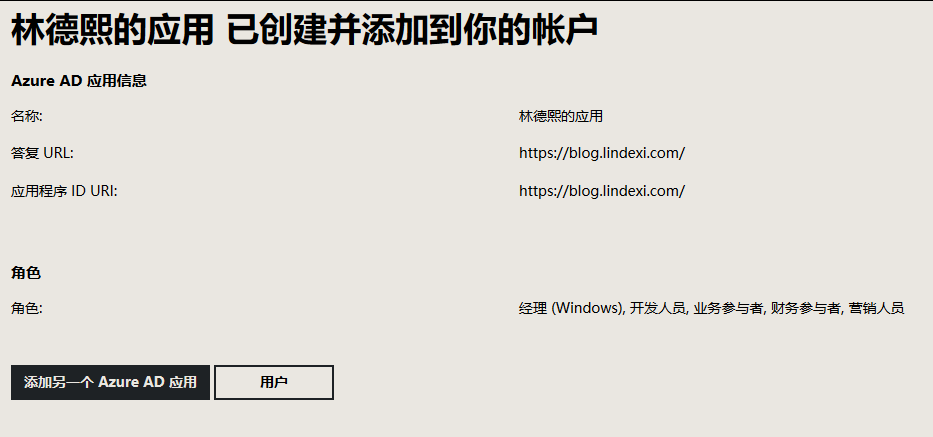 林德熙的应用 已创建并添加到你的帐户
Azure AD 应用信息
名称: 林德熙的应用
答复 URL: https://blog.lindexi.com/
应用程序 ID URI: https://blog.lindexi.com/
角色
角色: 经理 (Windows), 开发人员, 业务参与者, 财务参与者, 营销人员
添加另一个 Azure AD 应用 用户